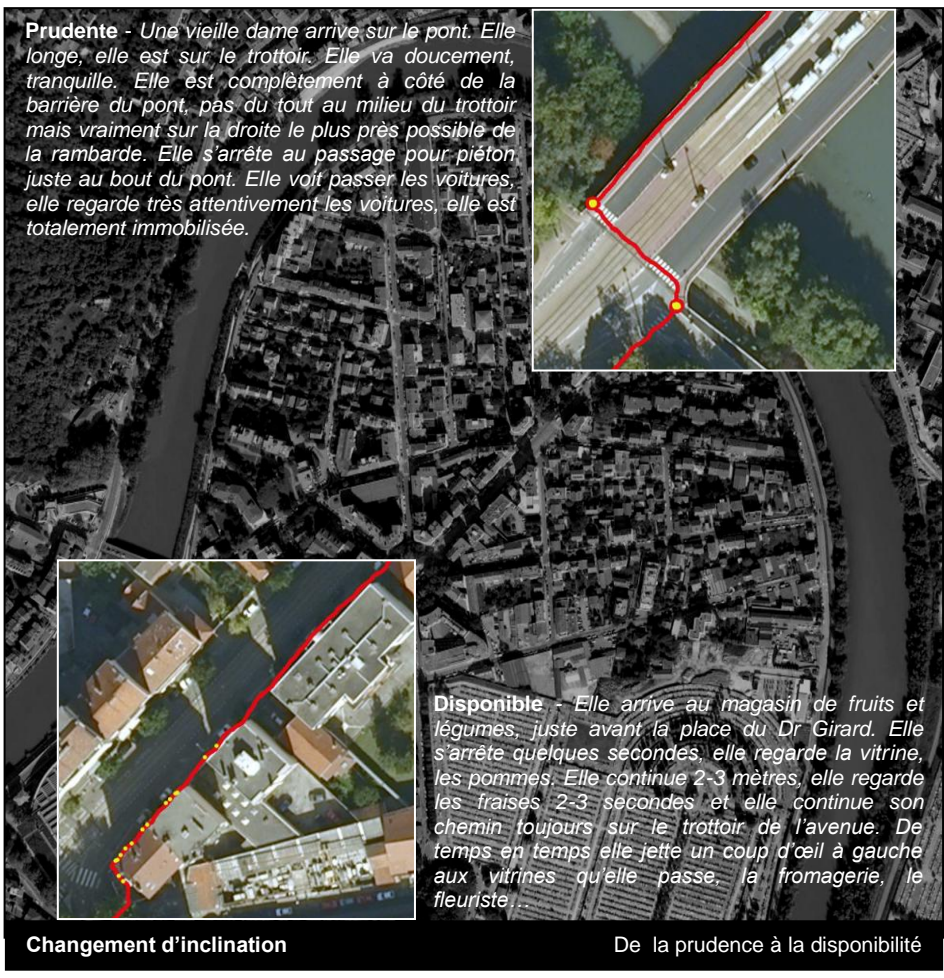 Prudente - Une vieille dame arrive sur le pont. Elle
longe, elle est sur le trottoir. Elle va doucement,
tranquille. Elle est complètement à côté de la
barrière du pont, pas du tout au milieu du trottoir
mais vraiment sur la droite le plus près possible de
la rambarde. Elle s'arrête au passage pour piéton
juste au bout du pont. Elle voit passer les voitures,
elle regarde très attentivement les voitures, elle est
totalement immobilisée.
Disponible - Elle arrive au magasin de fruits et
légumes, juste avant la place du Dr Girard. Elle
s'arrête quelques secondes, elle regarde la vitrine,
les pommes. Elle continue 2-3 mètres, elle regarde
les fraises 2-3 secondes et elle continue son
chemin toujours sur le trottoir de l'avenue. De
temps en temps elle jette un coup d'œil à gauche
aux vitrines qu'elle passe, la fromagerie, le
fleuriste…
Changement d'inclination
De la prudence à la disponibilité